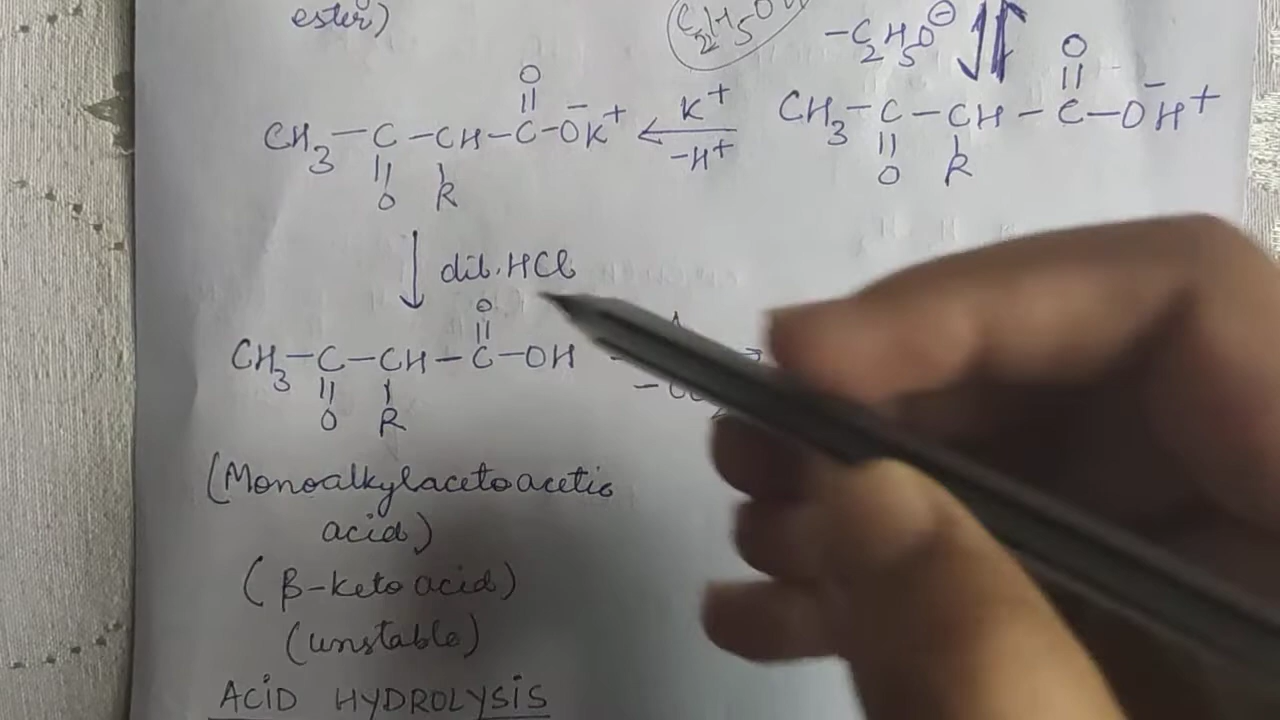 ester)
C2H5O
-C2H5O⊖
O
||
CH3-C-CH-C-O-K+
||
O
R
K+
-H+
O
||
CH3-C-CH-C-O-H+
||
O
R
dil. HCl
O
||
CH3-C-CH-C-OH
||
O
R
(Monoalkylacetoacetic
acid)
(β-keto acid)
(unstable)
ACID HYDROLYSIS